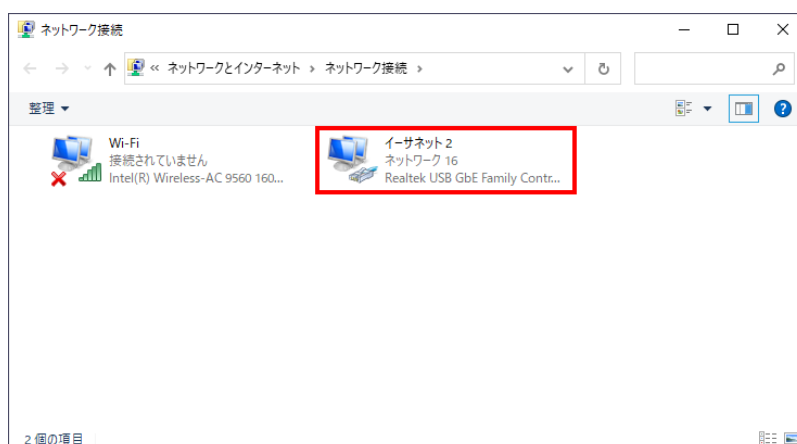 ネットワーク接続
« ネットワークとインターネット › ネットワーク接続 ›
整理
Wi-Fi
接続されていません
Intel(R) Wireless-AC 9560 160...
イーサネット 2
ネットワーク 16
Realtek USB GbE Family Contr...
2 個の項目